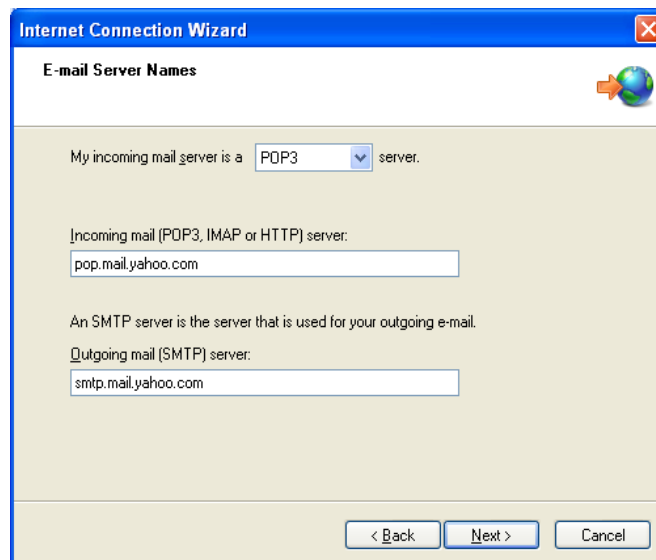 Internet Connection Wizard
E-mail Server Names
My incoming mail server is a POP3 server.
Incoming mail (POP3, IMAP or HTTP) server:
pop.mail.yahoo.com
An SMTP server is the server that is used for your outgoing e-mail.
Outgoing mail (SMTP) server:
smtp.mail.yahoo.com
< Back Next > Cancel